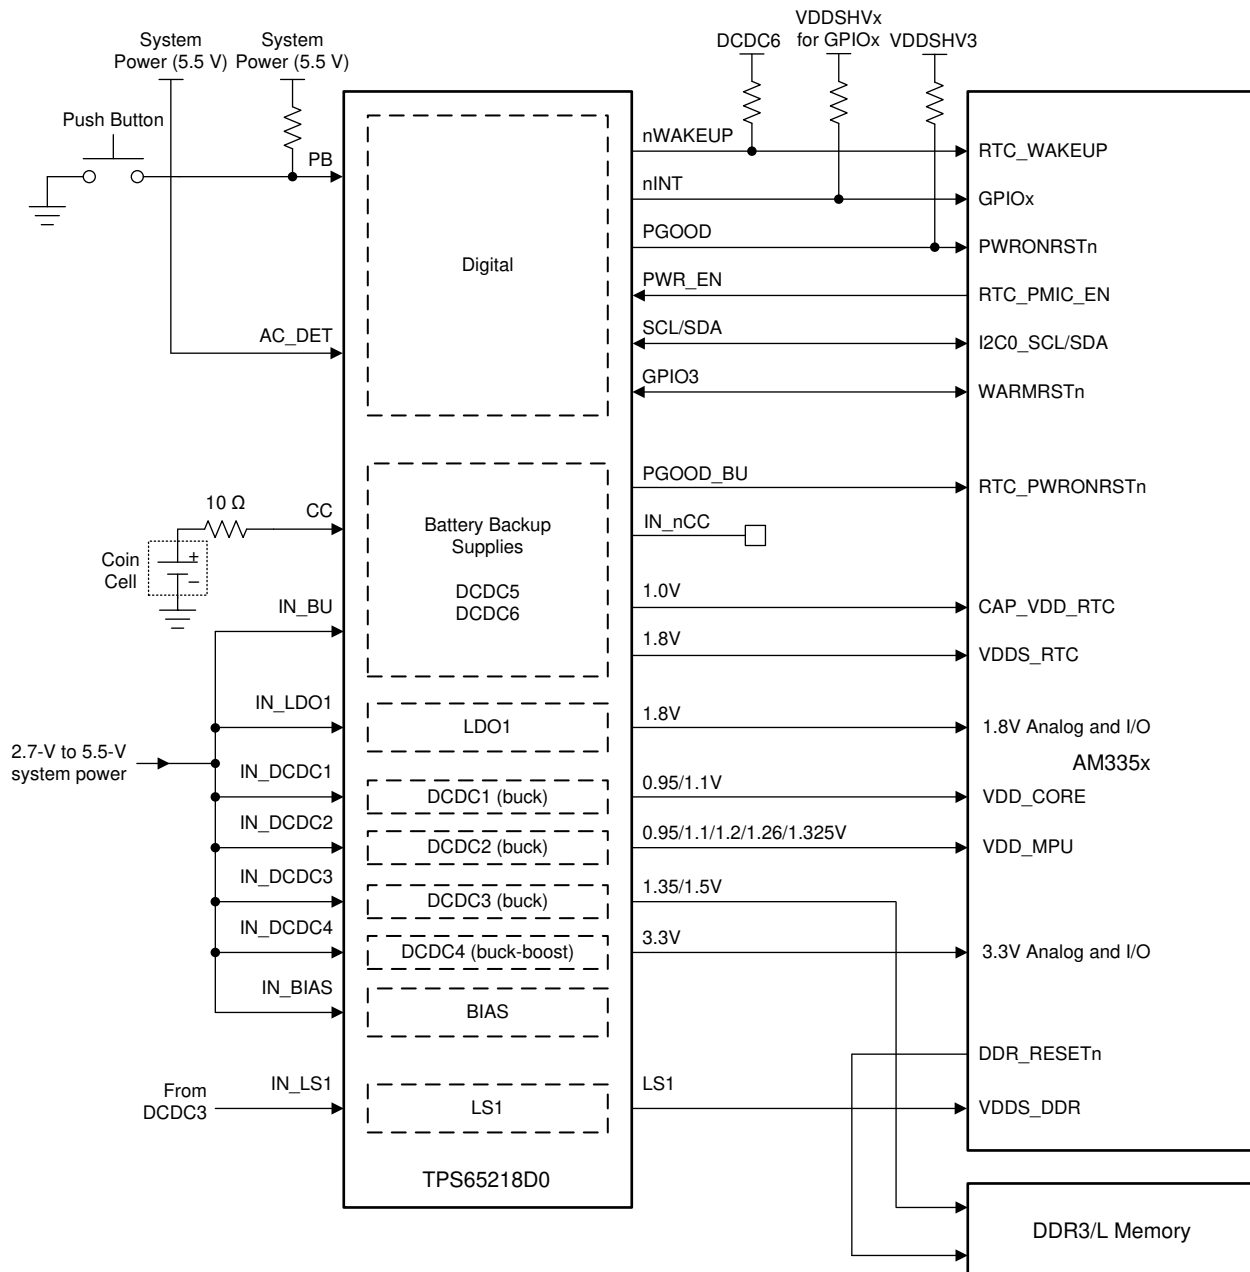 System
Power (5.5 V)
System
Power (5.5 V)
DCDC6
VDDSHVx
for GPIOx
VDDSHV3
Push Button
PB
AC_DET
Digital
nWAKEUP
nINT
PGOOD
PWR_EN
SCL/SDA
GPIO3
RTC_WAKEUP
GPIOx
PWRONRSTn
RTC_PMIC_EN
I2C0_SCL/SDA
WARMRSTn
10 Ω
CC
+
–
Coin
Cell
IN_BU
Battery Backup
Supplies
DCDC5
DCDC6
PGOOD_BU
IN_nCC
1.0V
1.8V
RTC_PWRONRSTn
CAP_VDD_RTC
VDDS_RTC
2.7-V to 5.5-V
system power
IN_LDO1
LDO1
1.8V
1.8V Analog and I/O
AM335x
IN_DCDC1
DCDC1 (buck)
0.95/1.1V
VDD_CORE
IN_DCDC2
DCDC2 (buck)
0.95/1.1/1.2/1.26/1.325V
VDD_MPU
IN_DCDC3
DCDC3 (buck)
1.35/1.5V
IN_DCDC4
DCDC4 (buck-boost)
3.3V
3.3V Analog and I/O
IN_BIAS
BIAS
DDR_RESETn
From
DCDC3
IN_LS1
LS1
LS1
VDDS_DDR
TPS65218D0
DDR3/L Memory